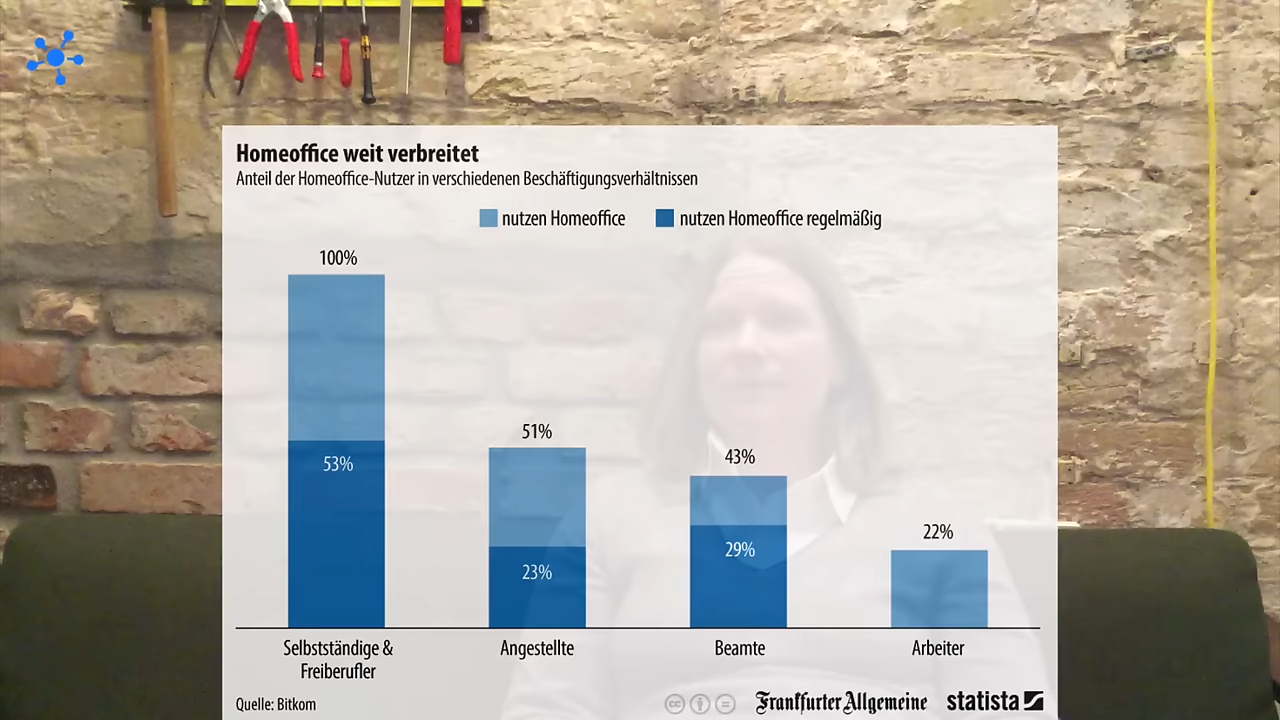 Homeoffice weit verbreitet
Anteil der Homeoffice-Nutzer in verschiedenen Beschäftigungsverhältnissen
nutzen Homeoffice nutzen Homeoffice regelmäßig
100%
53%
51%
23%
43%
29%
22%
Selbstständige &
Freiberufler
Angestellte
Beamte
Arbeiter
Quelle: Bitkom
cc
Frankfurter Allgemeine
statista